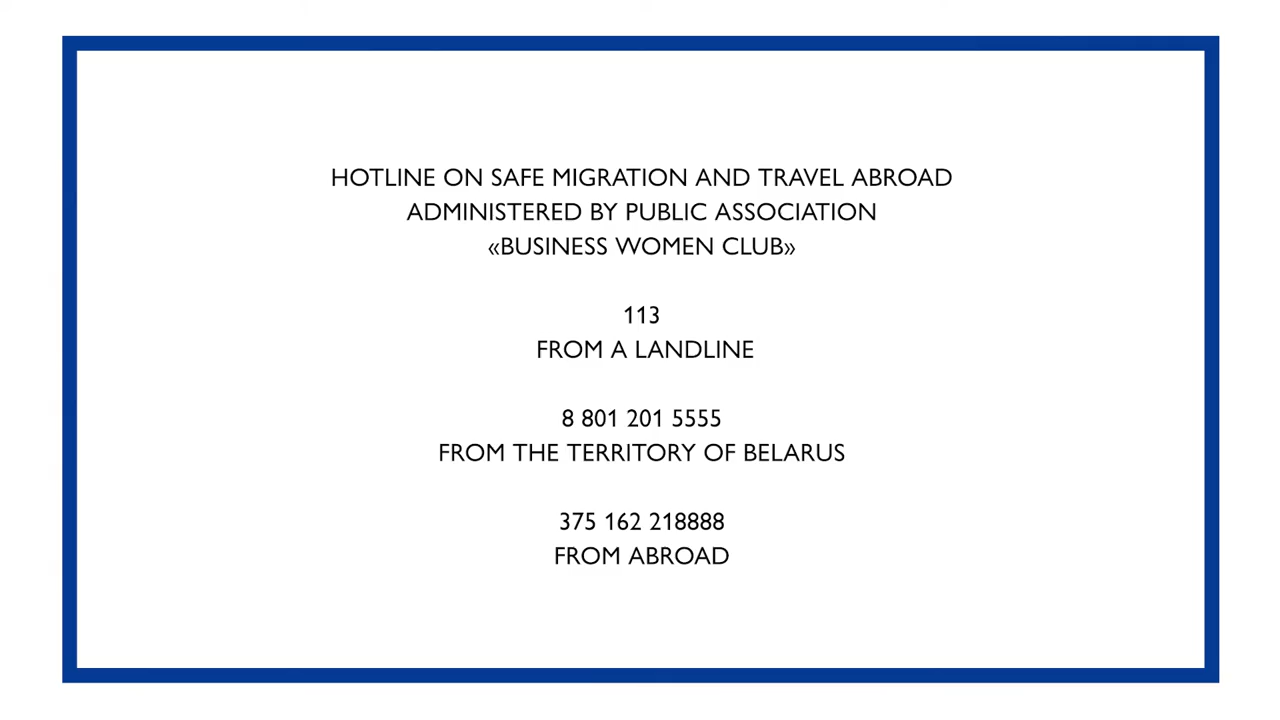 HOTLINE ON SAFE MIGRATION AND TRAVEL ABROAD
ADMINISTERED BY PUBLIC ASSOCIATION
«BUSINESS WOMEN CLUB»
113
FROM A LANDLINE
8 801 201 5555
FROM THE TERRITORY OF BELARUS
375 162 218888
FROM ABROAD